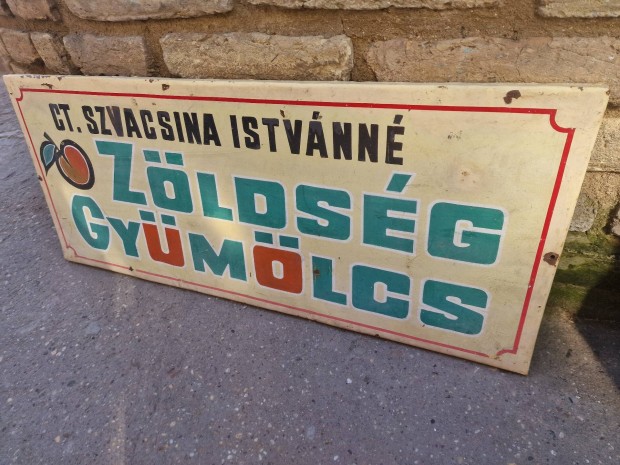 CT. SZVACSINA ISTVÁNNÉ
ZÖLDSÉG
GYÜMÖLCS